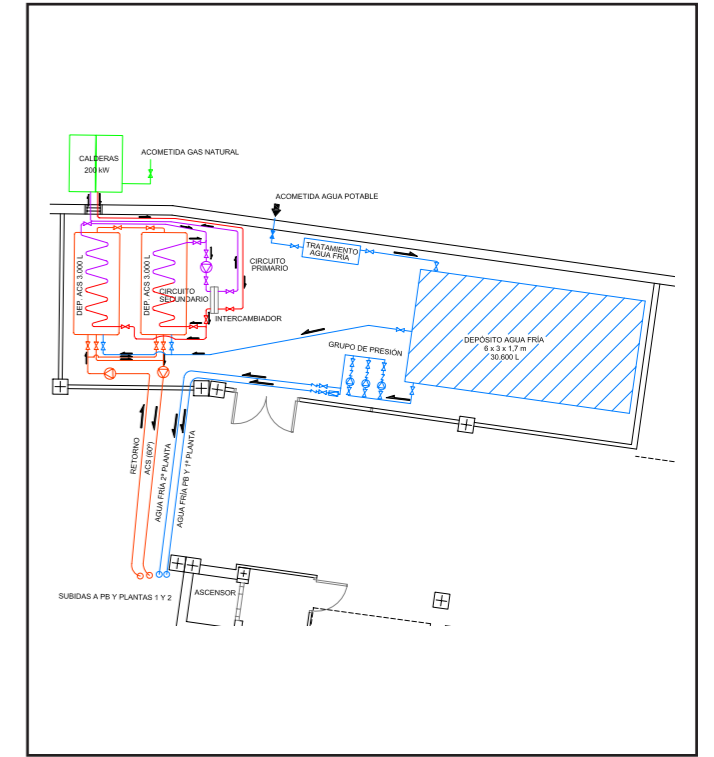 ACOMETIDA GAS NATURAL
CALDERAS
200 kW
ACOMETIDA AGUA POTABLE
TRATAMIENTO
AGUA FRÍA
CIRCUITO
PRIMARIO
DEP. ACS 3.000 L
DEP. ACS 3.000 L
CIRCUITO
SECUNDARIO
INTERCAMBIADOR
GRUPO DE PRESIÓN
DEPÓSITO AGUA FRÍA
6 x 3 x 1,7 m
30.600 L
RETORNO
ACS (60º)
AGUA FRÍA 2ª PLANTA
AGUA FRÍA PB Y 1ª PLANTA
SUBIDAS A PB Y PLANTAS 1 Y 2
ASCENSOR